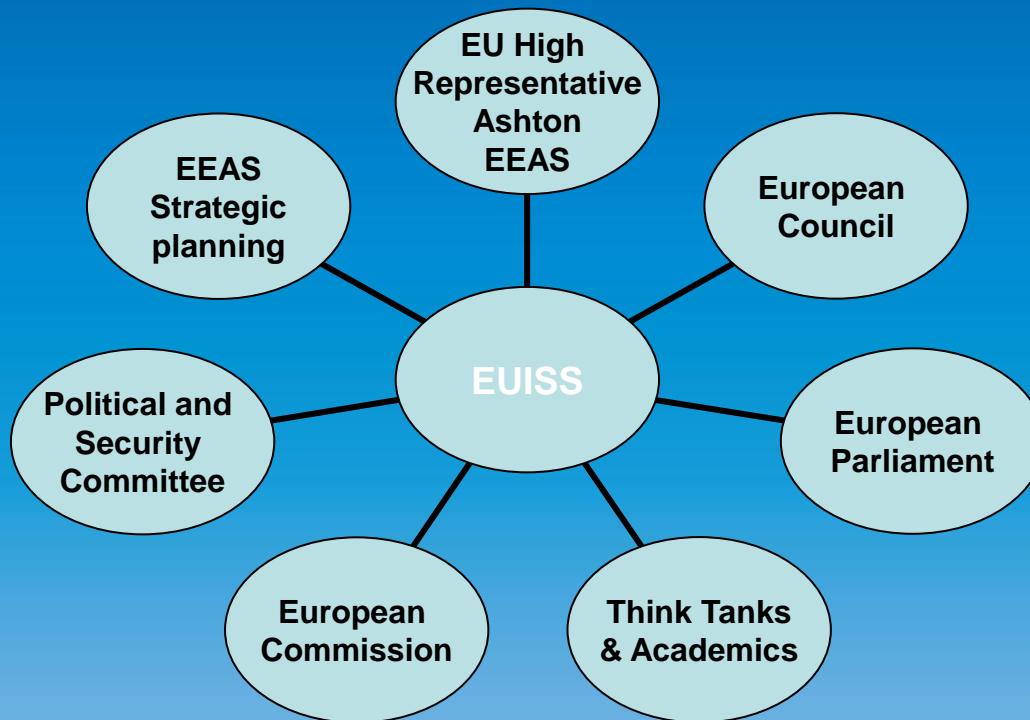 EU High
Representative
Ashton
EEAS
EEAS
Strategic
planning
European
Council
EUISS
Political and
Security
Committee
European
Parliament
European
Commission
Think Tanks
& Academics